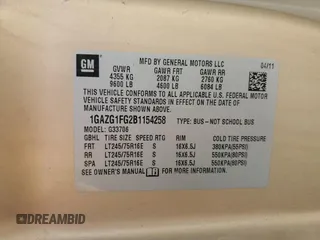 GM
MFD BY GENERAL MOTORS LLC
04/11
GVWR GAWR FRT GAWR RR
4355 KG 2087 KG 2760 KG
9600 LB 4600 LB 6084 LB
THIS VEHICLE CONFORMS TO ALL APPLICABLE U.S. FEDERAL
MOTOR VEHICLE SAFETY STANDARDS IN EFFECT ON THE DATE OF
MANUFACTURE SHOWN ABOVE.
1GAZG1FG2B1154258 TYPE: BUS-NOT SCHOOL BUS
MODEL: G33706
TIRE SIZE SPEED RTG RIM COLD TIRE PRESSURE
FRT LT245/75R16E S 16X6.5J 380KPA(55PSI)
RR LT245/75R16E S 16X6.5J 550KPA(80PSI)
SPA LT245/75R16E S 16X6.5J 550KPA(80PSI)
SEE OWNER MANUAL FOR ADDITIONAL INFORMATION.
DREAMBID